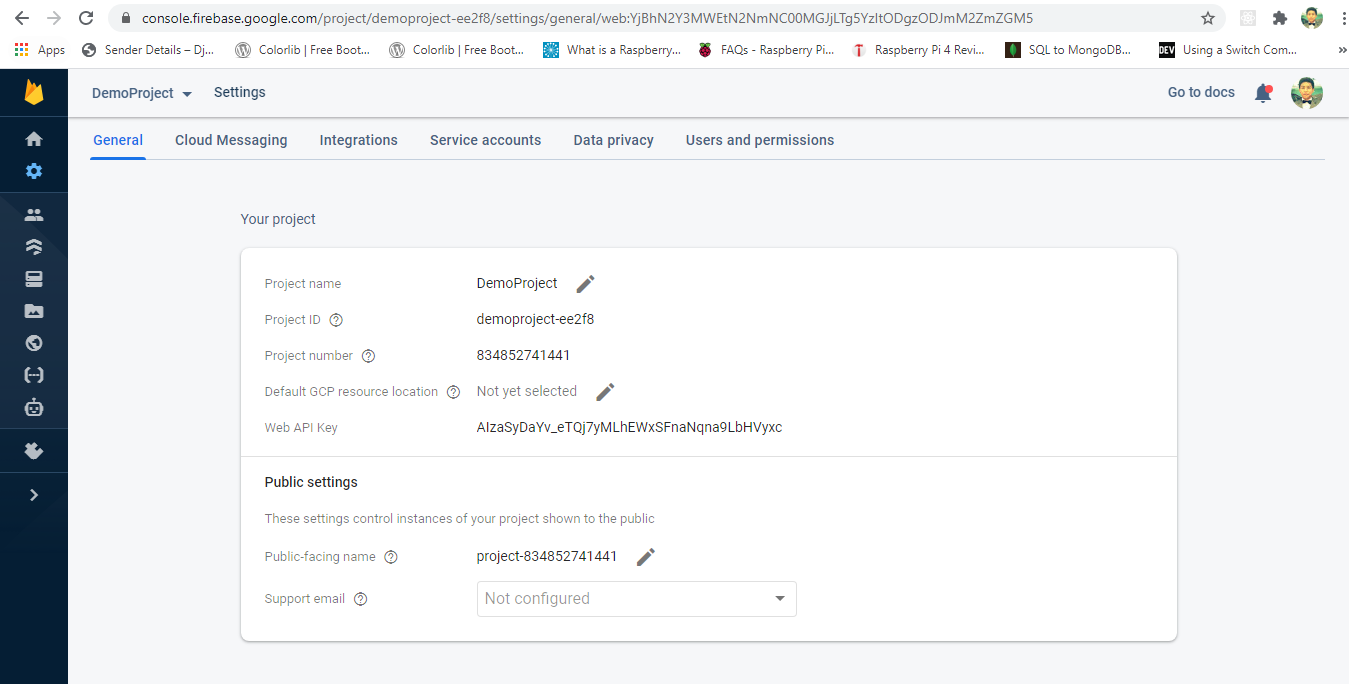 console.firebase.google.com/project/demoproject-ee2f8/settings/general/web:YjBhN2Y3MWEtN2NmNC00MGJjLTg5YzItODgzODJmM2ZmZGM5
Apps Sender Details – Dj... Colorlib | Free Boot... Colorlib | Free Boot... What is a Raspberry... FAQs - Raspberry Pi... Raspberry Pi 4 Revi... SQL to MongoDB... DEV Using a Switch Com... »
DemoProject Settings Go to docs
General Cloud Messaging Integrations Service accounts Data privacy Users and permissions
Your project
Project name DemoProject
Project ID demoproject-ee2f8
Project number 834852741441
Default GCP resource location Not yet selected
Web API Key AIzaSyDaYv_eTQj7yMLhEWxSFnaNqna9LbHVyxc
Public settings
These settings control instances of your project shown to the public
Public-facing name project-834852741441
Support email Not configured